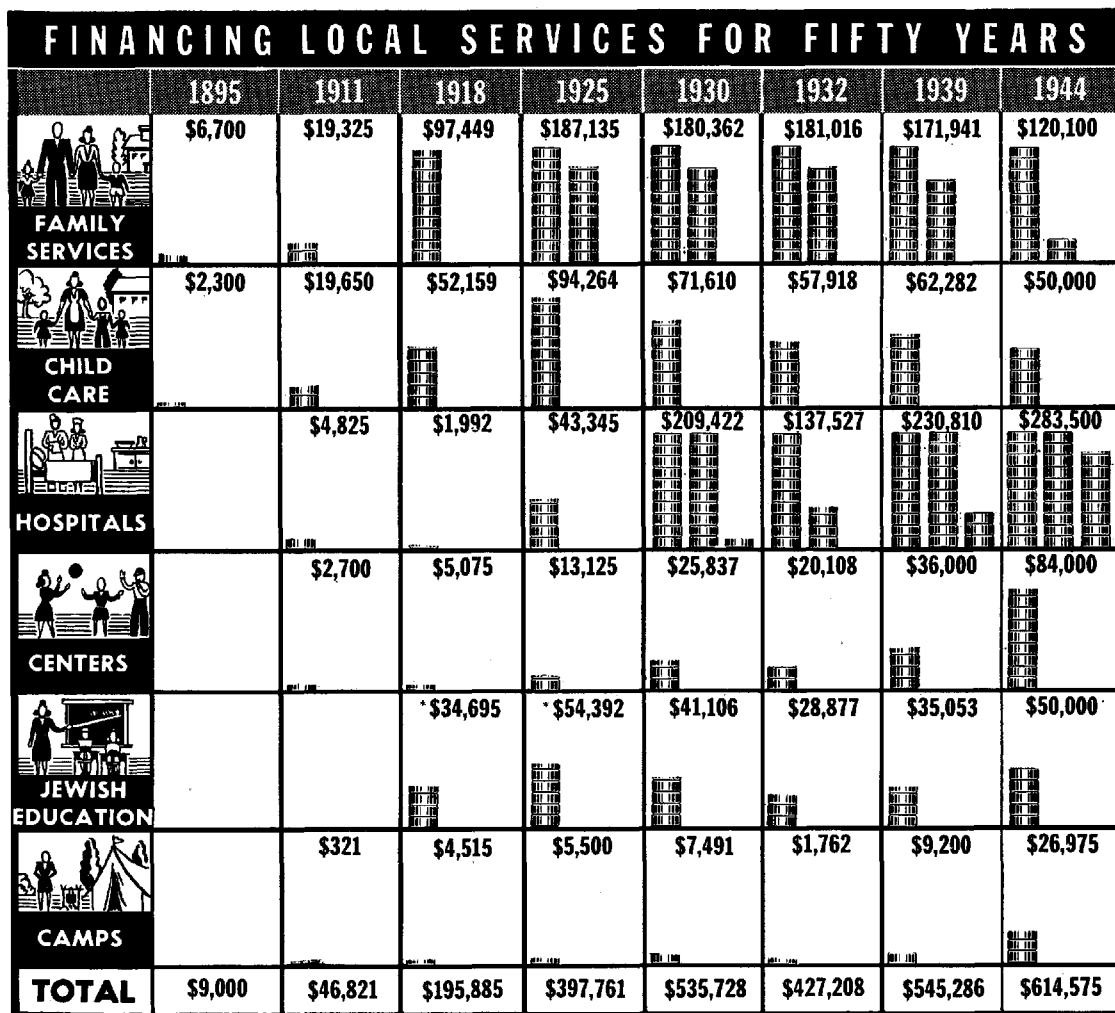 FINANCING LOCAL SERVICES FOR FIFTY YEARS
1895 1911 1918 1925 1930 1932 1939 1944
$6,700 $19,325 $97,449 $187,135 $180,362 $181,016 $171,941 $120,100
FAMILY
SERVICES
$2,300 $19,650 $52,159 $94,264 $71,610 $57,918 $62,282 $50,000
CHILD
CARE
$4,825 $1,992 $43,345 $209,422 $137,527 $230,810 $283,500
HOSPITALS
$2,700 $5,075 $13,125 $25,837 $20,108 $36,000 $84,000
CENTERS
*$34,695 *$54,392 $41,106 $28,877 $35,053 $50,000
JEWISH
EDUCATION
$321 $4,515 $5,500 $7,491 $1,762 $9,200 $26,975
CAMPS
TOTAL $9,000 $46,821 $195,885 $397,761 $535,728 $427,208 $545,286 $614,575